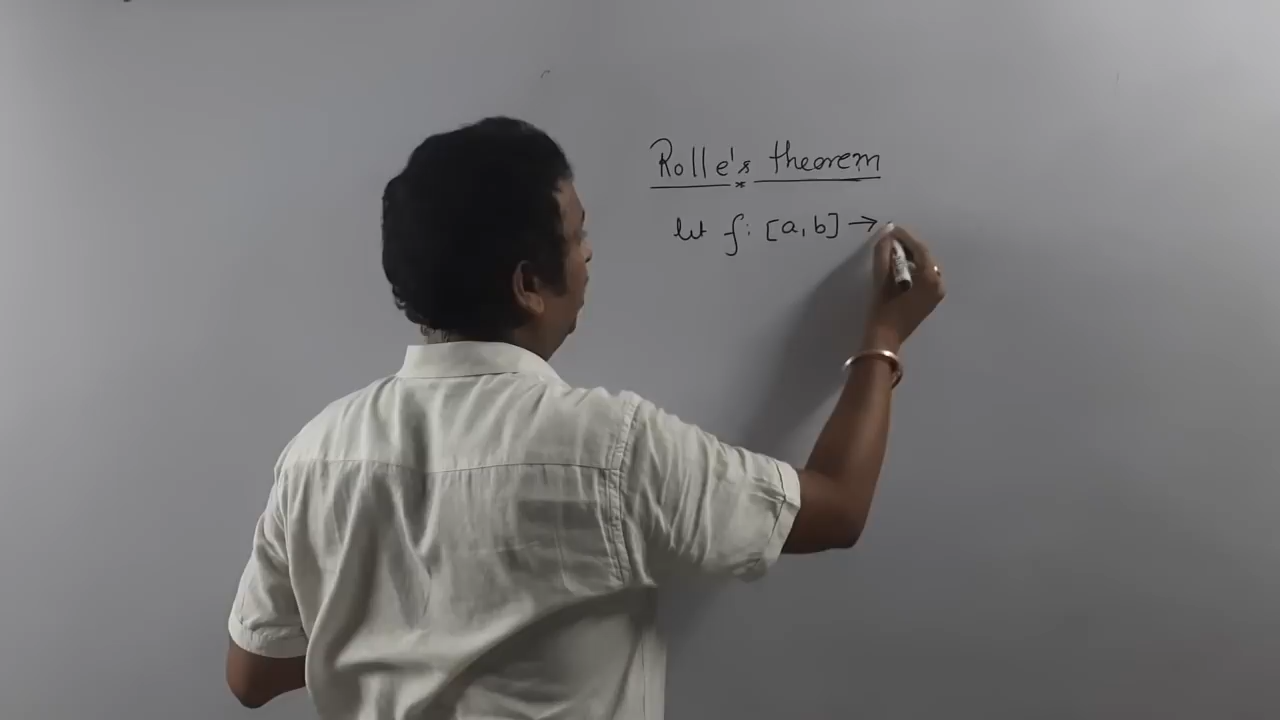 Rolle's theorem
let f: [a, b] →